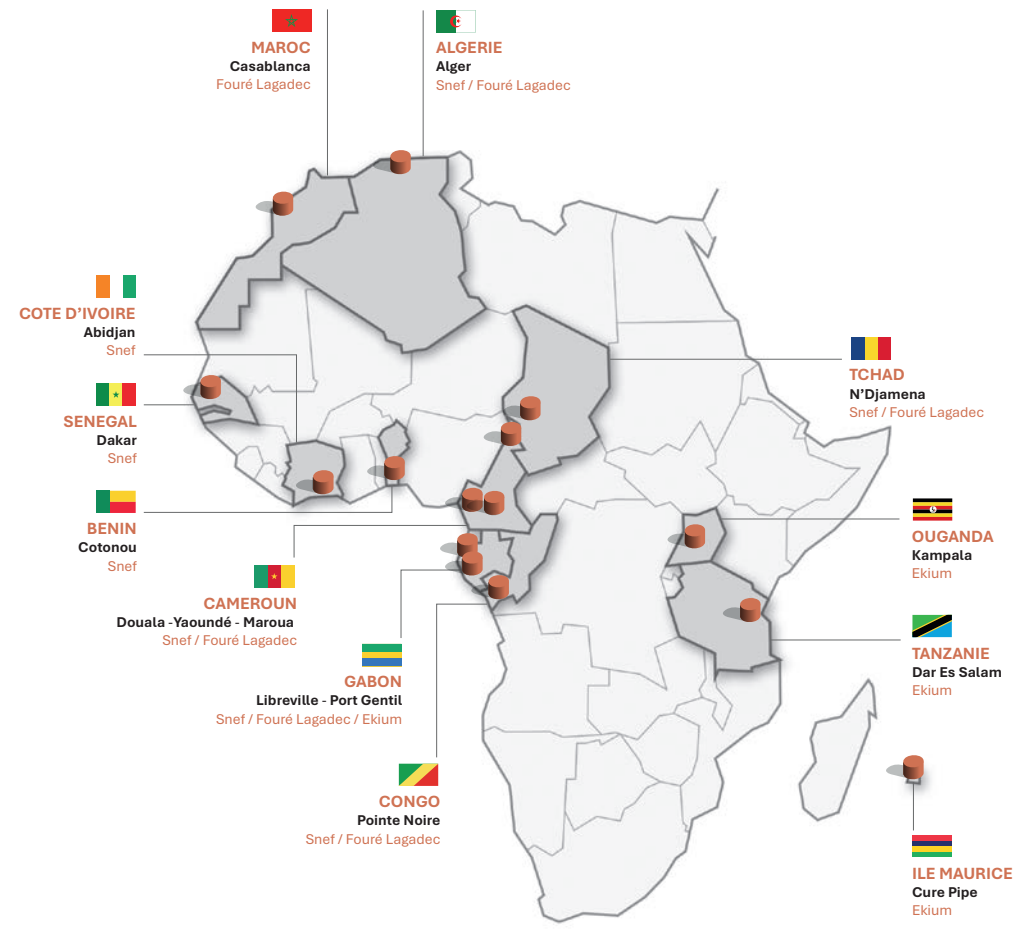 MAROC
Casablanca
Fouré Lagadec
ALGERIE
Alger
Snef / Fouré Lagadec
COTE D’IVOIRE
Abidjan
Snef
SENEGAL
Dakar
Snef
BENIN
Cotonou
Snef
CAMEROUN
Douala -Yaoundé - Maroua
Snef / Fouré Lagadec
GABON
Libreville - Port Gentil
Snef / Fouré Lagadec / Ekium
CONGO
Pointe Noire
Snef / Fouré Lagadec
TCHAD
N’Djamena
Snef / Fouré Lagadec
OUGANDA
Kampala
Ekium
TANZANIE
Dar Es Salam
Ekium
ILE MAURICE
Cure Pipe
Ekium